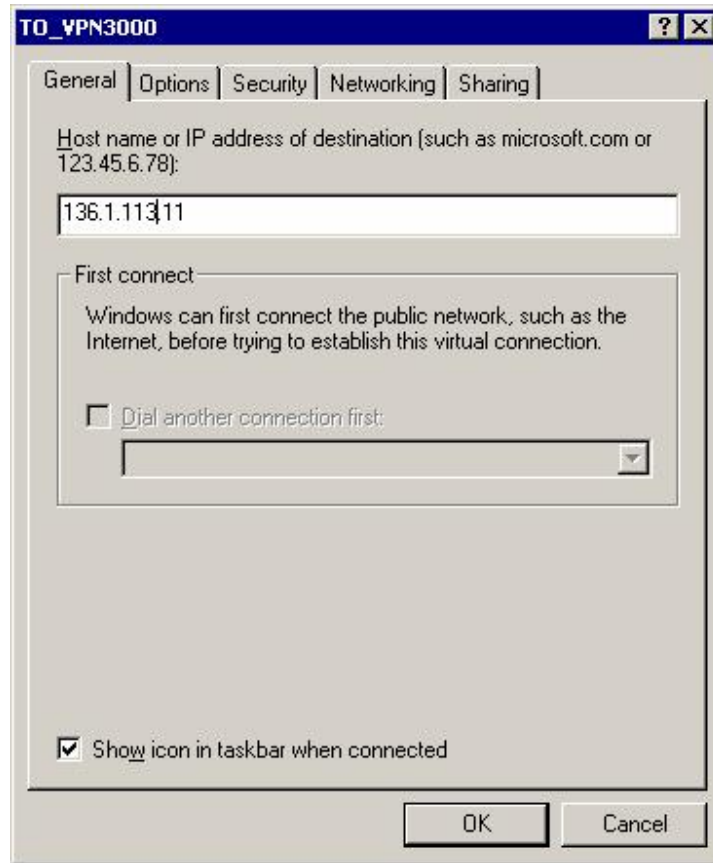 TO_VPN3000
General Options Security Networking Sharing
Host name or IP address of destination (such as microsoft.com or
123.45.6.78):
136.1.113.11
First connect
Windows can first connect the public network, such as the
Internet, before trying to establish this virtual connection.
Dial another connection first:
Show icon in taskbar when connected
OK Cancel